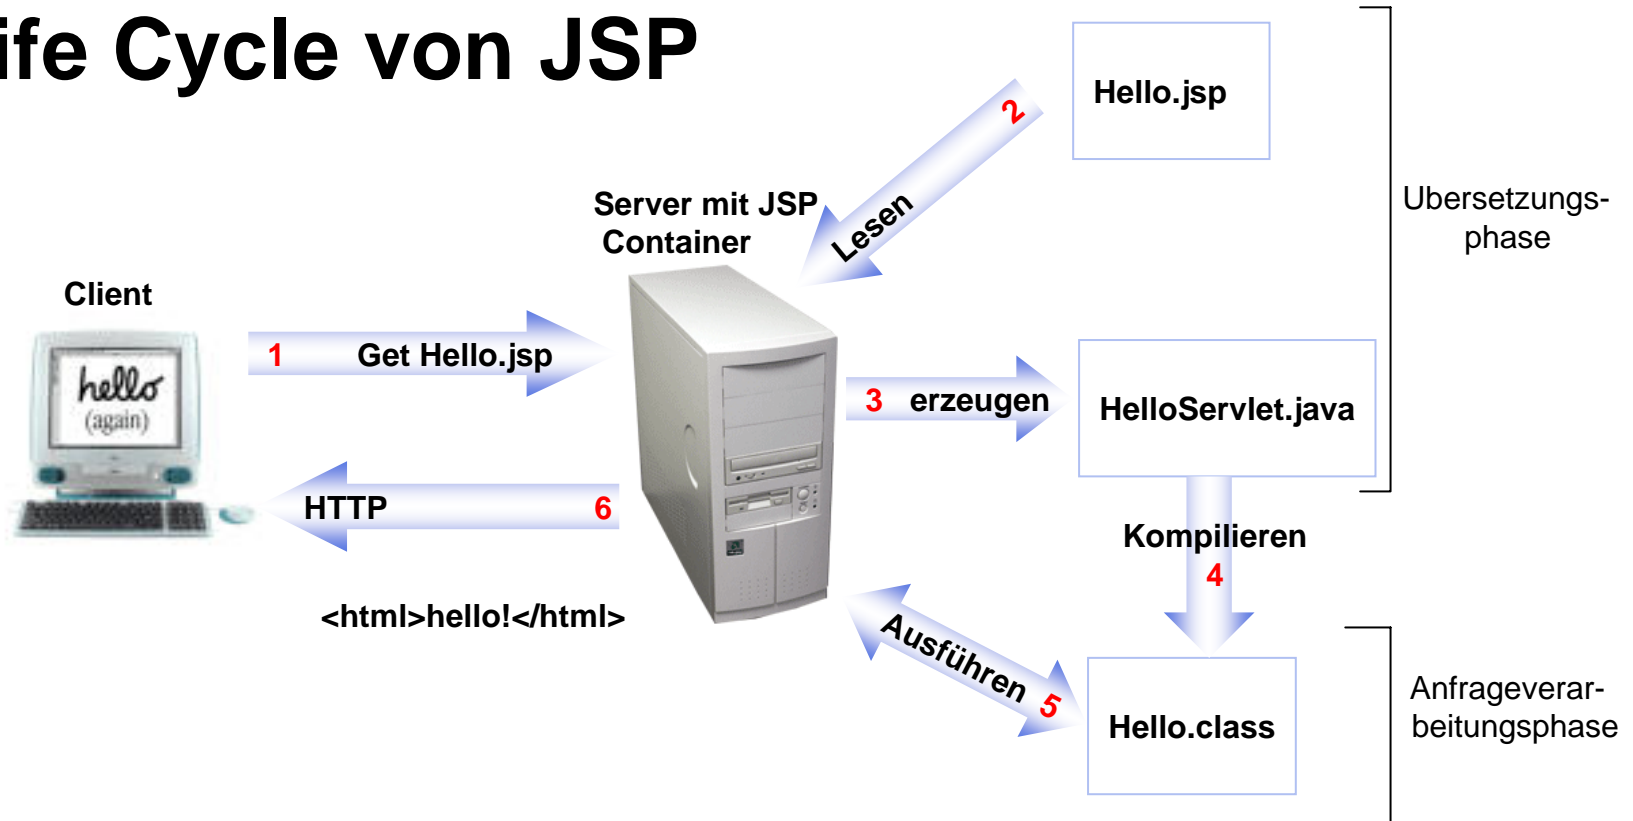 ife Cycle von JSP
Hello.jsp
2
Lesen
Ubersetzungs-
phase
Server mit JSP
Container
Client
hello
(again)
1 Get Hello.jsp
3 erzeugen
HelloServlet.java
HTTP 6
Kompilieren
4
<html>hello!</html>
Ausführen 5
Hello.class
Anfrageverar-
beitungsphase